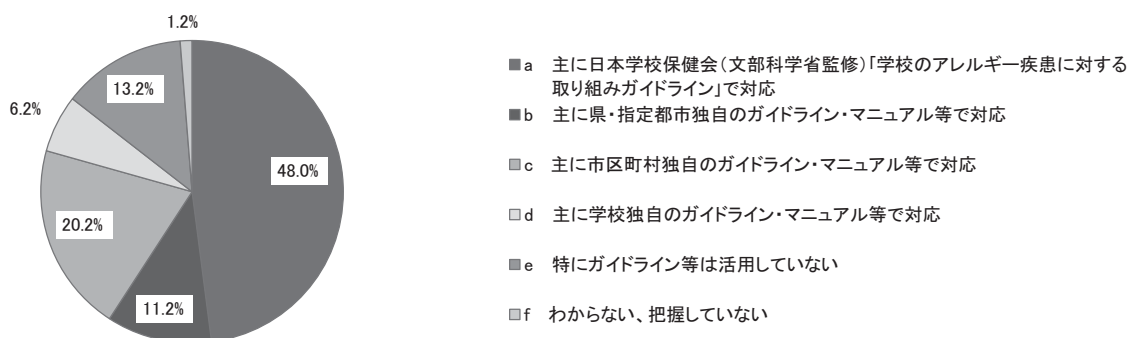 1.2%
13.2%
6.2%
48.0%
20.2%
11.2%
a 主に日本学校保健会(文部科学省監修)「学校のアレルギー疾患に対する
取り組みガイドライン」で対応
b 主に県・指定都市独自のガイドライン・マニュアル等で対応
c 主に市区町村独自のガイドライン・マニュアル等で対応
d 主に学校独自のガイドライン・マニュアル等で対応
e 特にガイドライン等は活用していない
f わからない、把握していない